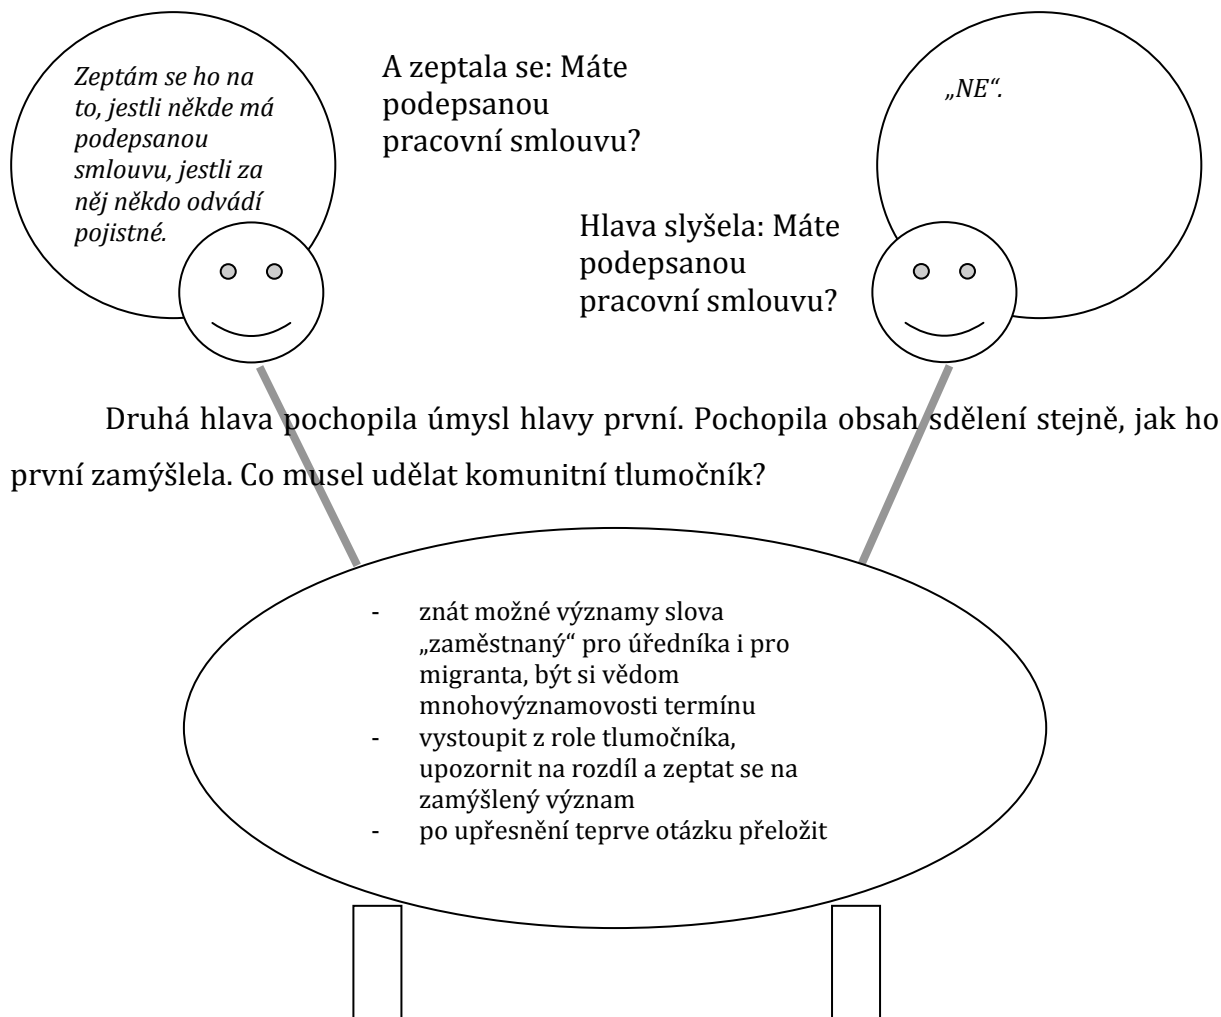 Zeptám se ho na
to, jestli někde má
podepsanou
smlouvu, jestli za
něj někdo odvádí
pojistné.
A zeptala se: Máte
podepsanou
pracovní smlouvu?
„NE“.
Hlava slyšela: Máte
podepsanou
pracovní smlouvu?
Druhá hlava pochopila úmysl hlavy první. Pochopila obsah sdělení stejně, jak ho
první zamýšlela. Co musel udělat komunitní tlumočník?
- znát možné významy slova
„zaměstnaný“ pro úředníka i pro
migranta, být si vědom
mnohovýznamovosti termínu
- vystoupit z role tlumočníka,
upozornit na rozdíl a zeptat se na
zamýšlený význam
- po upřesnění teprve otázku přeložit